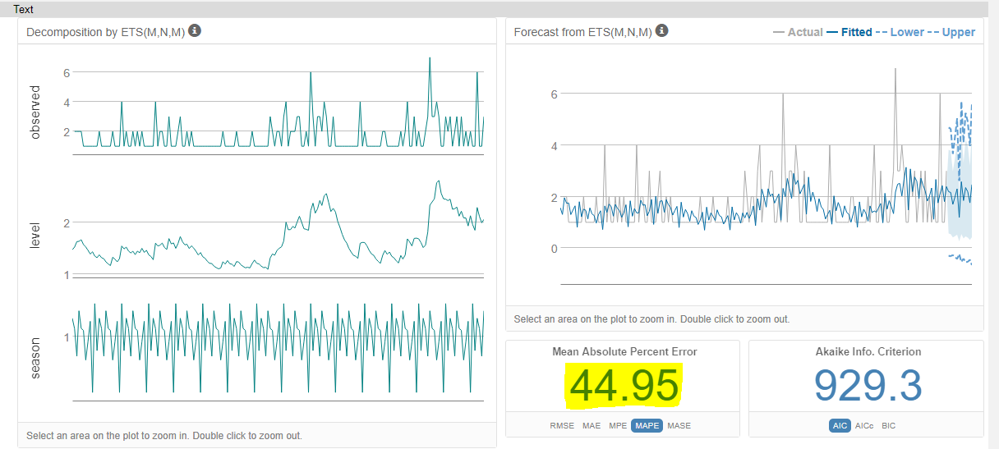 Text
Decomposition by ETS(M,N,M)
observed
6
4
2
level
2
1
season
1
Select an area on the plot to zoom in. Double click to zoom out.
Forecast from ETS(M,N,M)
Actual Fitted Lower Upper
6
4
2
0
Select an area on the plot to zoom in. Double click to zoom out.
Mean Absolute Percent Error
44.95
RMSE MAE MPE MAPE MASE
Akaike Info. Criterion
929.3
AIC AICc BIC